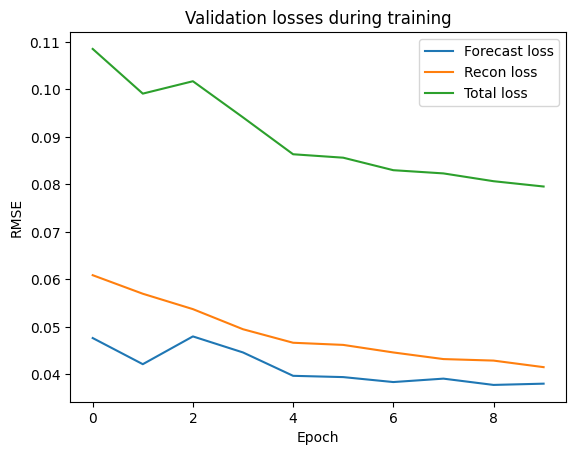 Validation losses during training
0.11
0.10
0.09
0.08
0.07
0.06
0.05
0.04
RMSE
Forecast loss
Recon loss
Total loss
0 2 4 6 8
Epoch